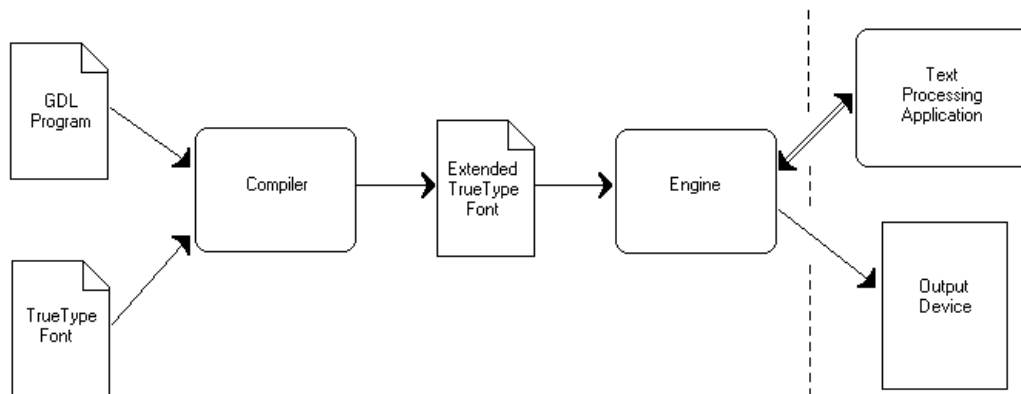 GDL
Program
TrueType
Font
Compiler
Extended
TrueType
Font
Engine
Text
Processing
Application
Output
Device